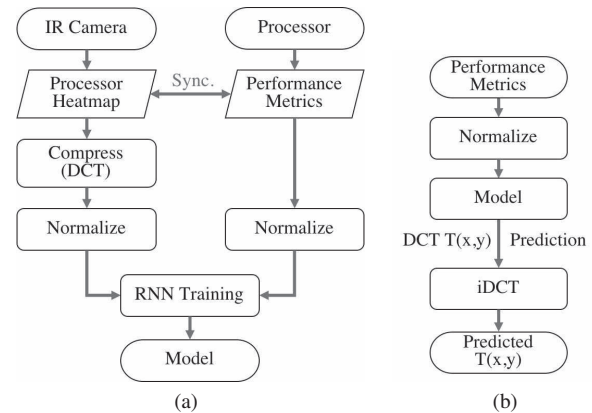 IR Camera
Processor
Processor
Heatmap
Sync.
Performance
Metrics
Compress
(DCT)
Normalize
Normalize
RNN Training
Model
(a)
Performance
Metrics
Normalize
Model
DCT T(x,y) Prediction
iDCT
Predicted
T(x,y)
(b)